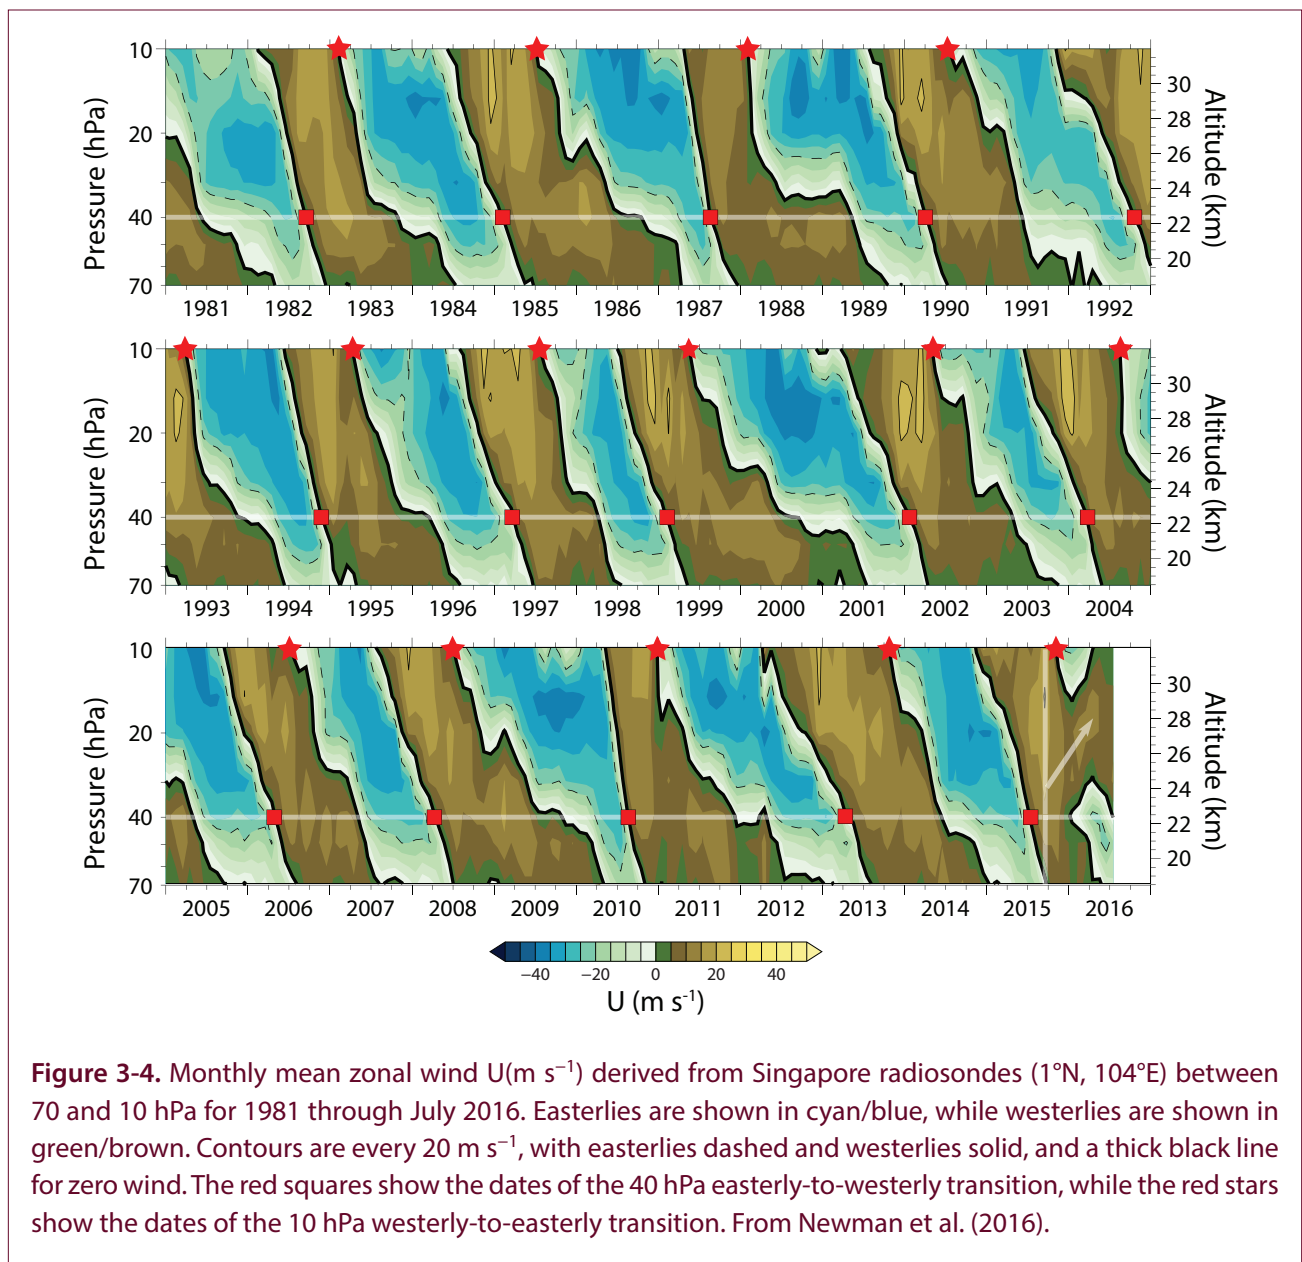 10
20
40
70
Pressure (hPa)
30
28
26
24
22
20
Altitude (km)
1981 1982 1983 1984 1985 1986 1987 1988 1989 1990 1991 1992
10
20
40
70
Pressure (hPa)
30
28
26
24
22
20
Altitude (km)
1993 1994 1995 1996 1997 1998 1999 2000 2001 2002 2003 2004
10
20
40
70
Pressure (hPa)
30
28
26
24
22
20
Altitude (km)
2005 2006 2007 2008 2009 2010 2011 2012 2013 2014 2015 2016
−40 −20 0 20 40
U (m s⁻¹)
Figure 3-4. Monthly mean zonal wind U(m s⁻¹) derived from Singapore radiosondes (1°N, 104°E) between
70 and 10 hPa for 1981 through July 2016. Easterlies are shown in cyan/blue, while westerlies are shown in
green/brown. Contours are every 20 m s⁻¹, with easterlies dashed and westerlies solid, and a thick black line
for zero wind. The red squares show the dates of the 40 hPa easterly-to-westerly transition, while the red stars
show the dates of the 10 hPa westerly-to-easterly transition. From Newman et al. (2016).